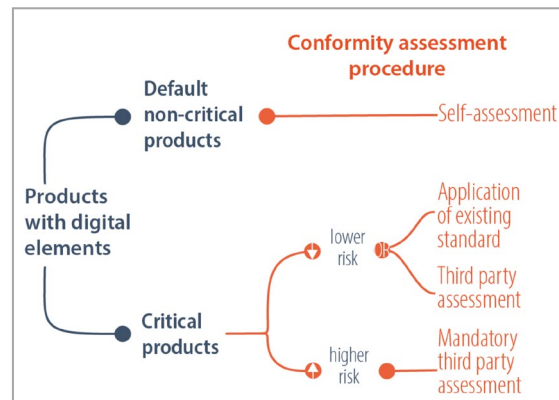 Conformity assessment
procedure
Default
non-critical
products
Self-assessment
Products
with digital
elements
Critical
products
lower
risk
Application
of existing
standard
Third party
assessment
higher
risk
Mandatory
third party
assessment